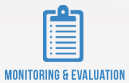 MONITORING & EVALUATION